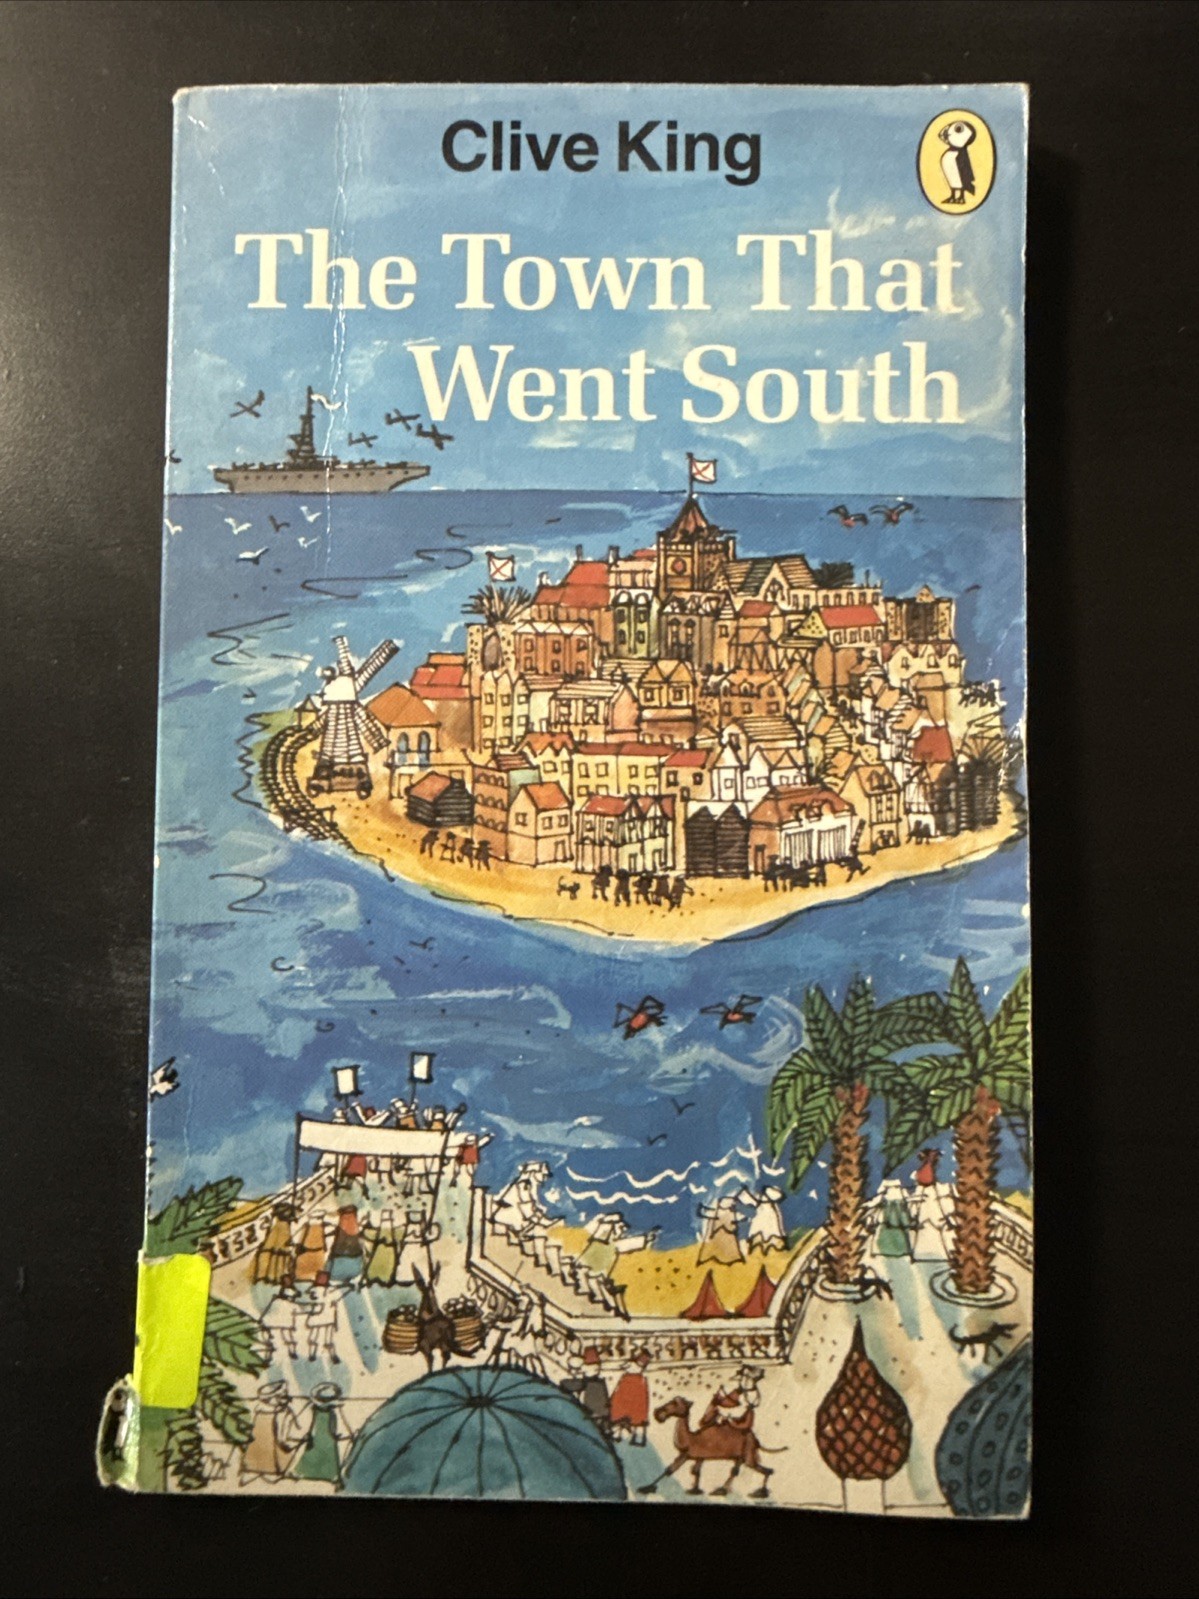 Clive King
The Town That
Went South